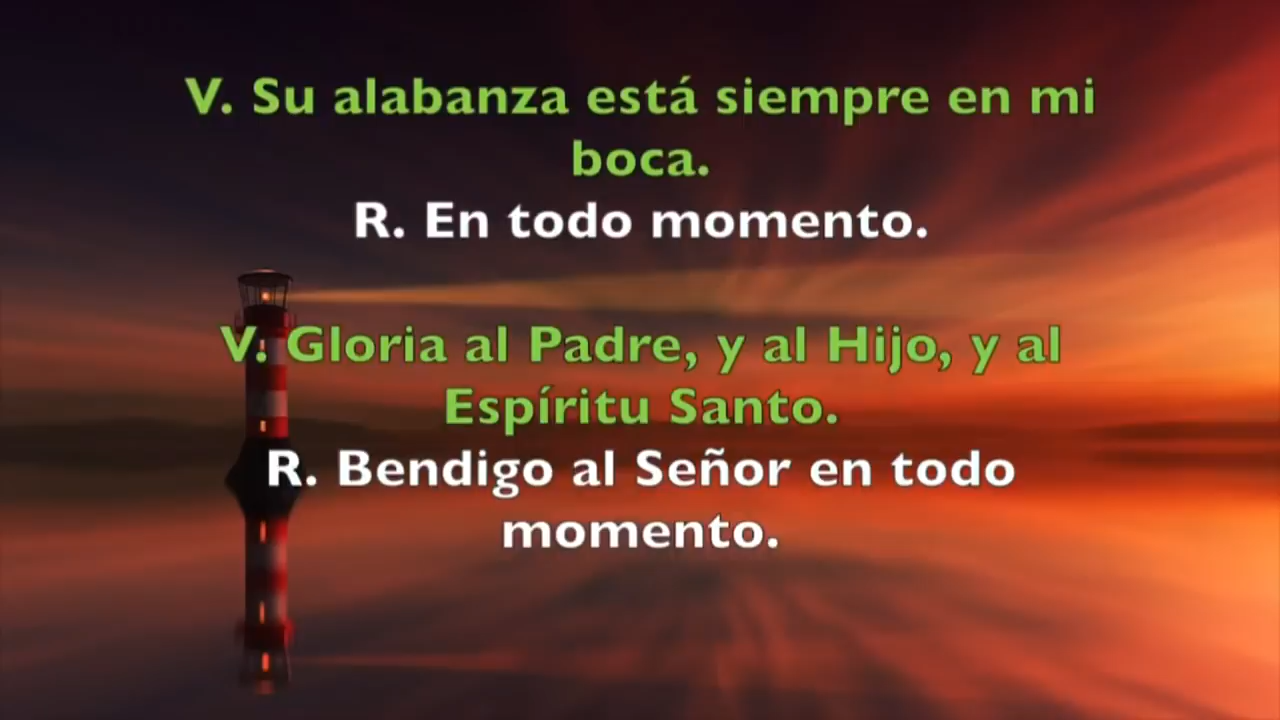 V. Su alabanza está siempre en mi
boca.
R. En todo momento.
V. Gloria al Padre, y al Hijo, y al
Espíritu Santo.
R. Bendigo al Señor en todo
momento.